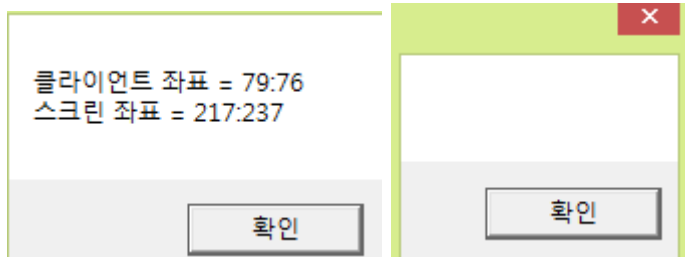 클라이언트 좌표 = 79:76
스크린 좌표 = 217:237
확인
확인